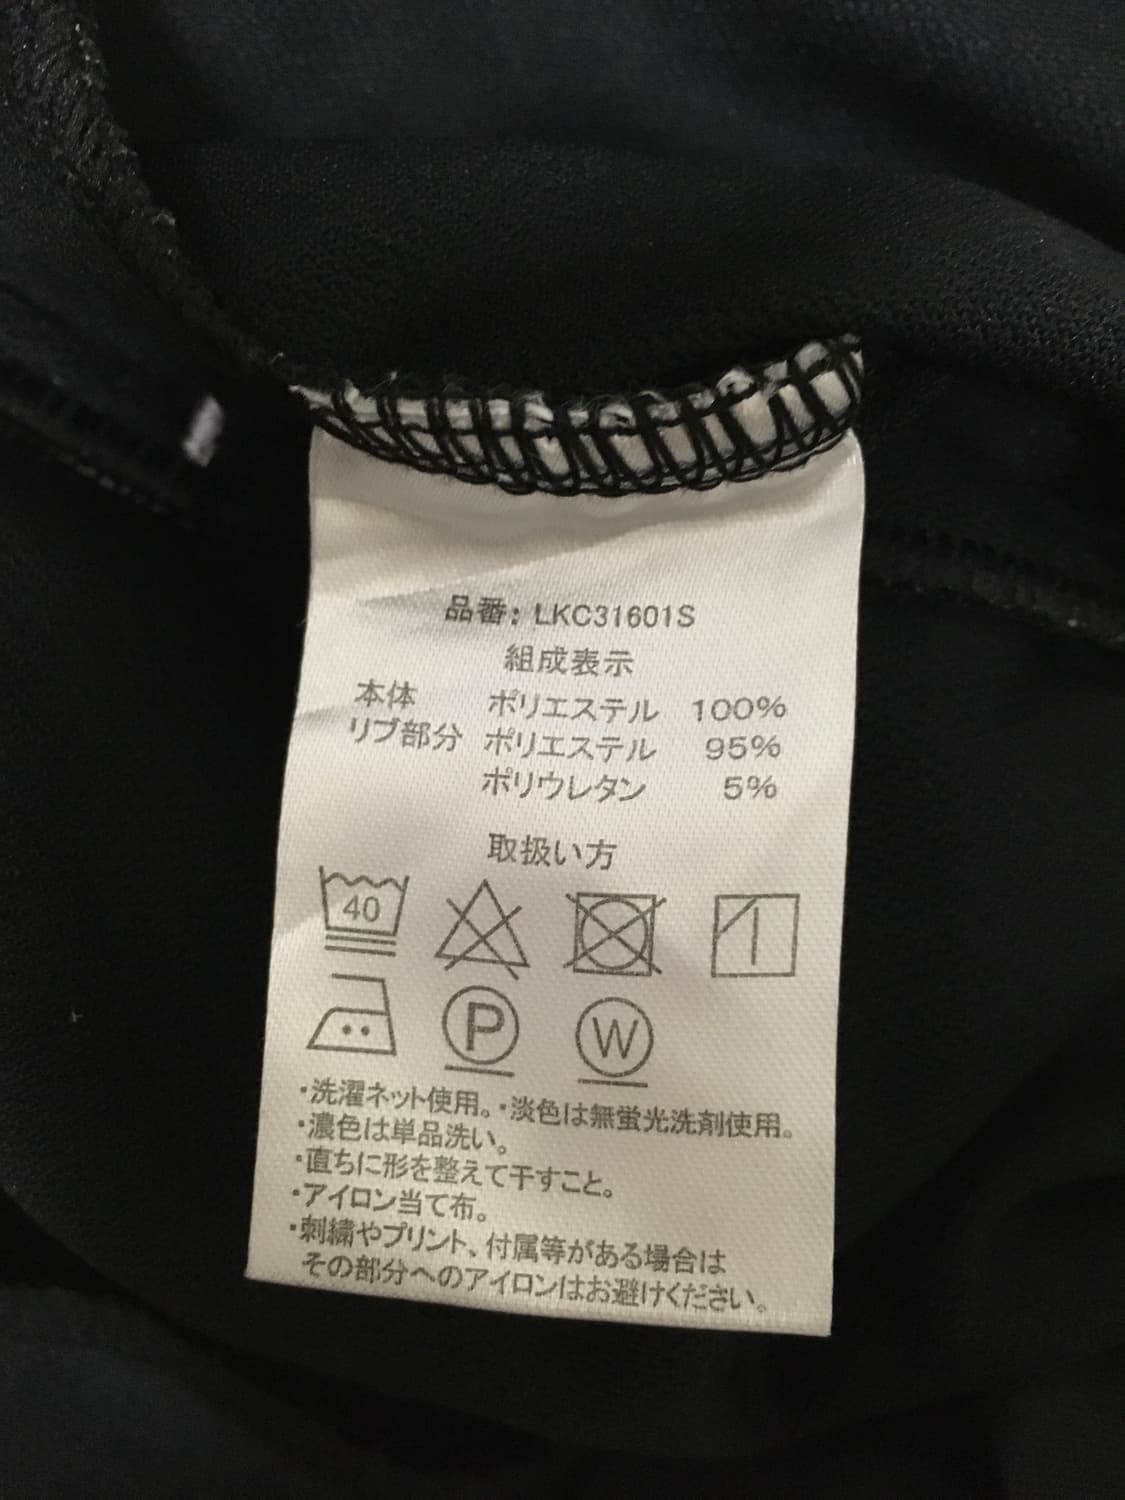 品番: LKC31601S
組成表示
本体 ポリエステル 100%
リブ部分 ポリエステル 95%
ポリウレタン 5%
取扱い方
40
P W
・洗濯ネット使用。・淡色は無蛍光洗剤使用。
・濃色は単品洗い。
・直ちに形を整えて干すこと。
・アイロン当て布。
・刺繍やプリント、付属等がある場合は
その部分へのアイロンはお避けください。